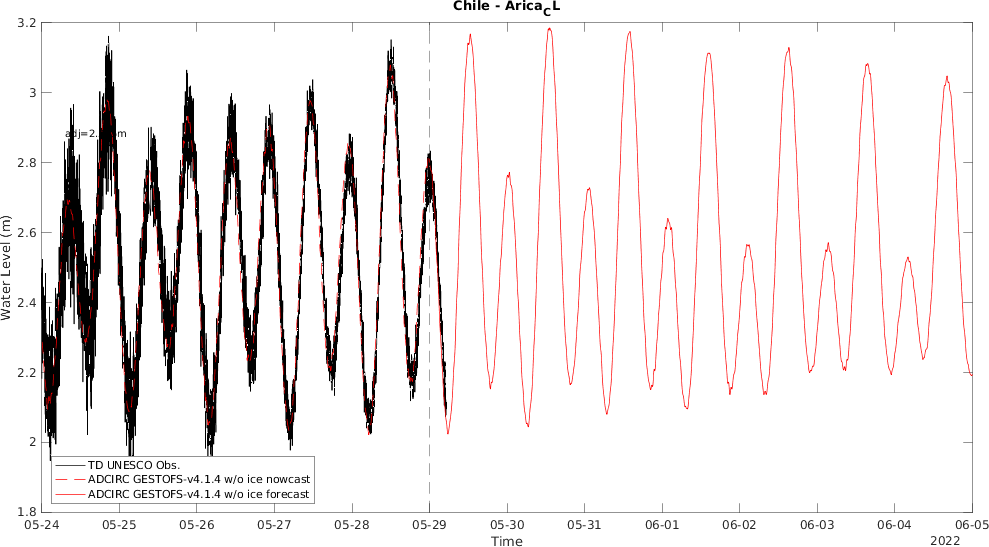 Chile - Arica_CL
Water Level (m)
3.2
3
2.8
2.6
2.4
2.2
2
1.8
TD UNESCO Obs.
ADCIRC GESTOFS-v4.1.4 w/o ice nowcast
ADCIRC GESTOFS-v4.1.4 w/o ice forecast
05-24 05-25 05-26 05-27 05-28 05-29 05-30 05-31 06-01 06-02 06-03 06-04 06-05
Time
2022